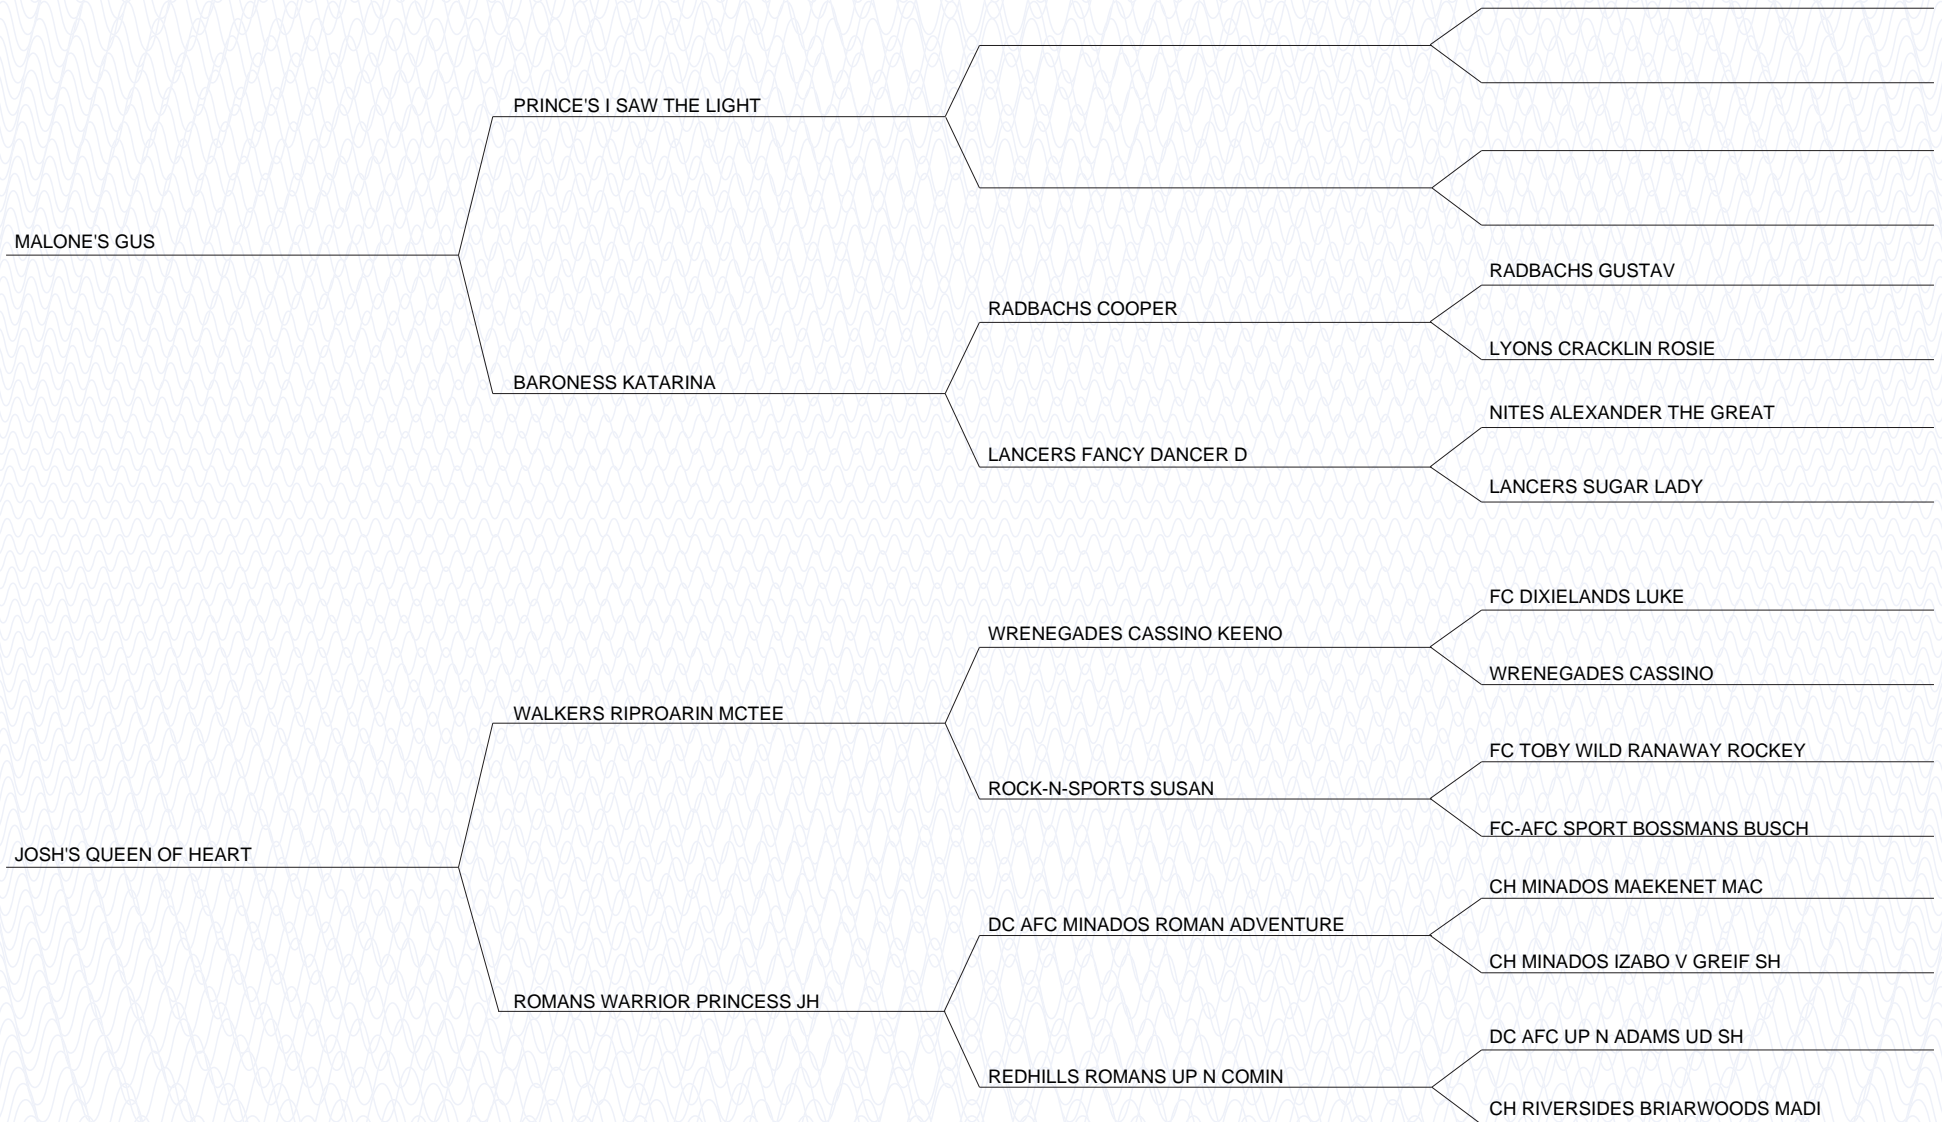 PRINCE'S I SAW THE LIGHT
MALONE'S GUS
RADBACHS GUSTAV
RADBACHS COOPER
LYONS CRACKLIN ROSIE
BARONESS KATARINA
NITES ALEXANDER THE GREAT
LANCERS FANCY DANCER D
LANCERS SUGAR LADY
FC DIXIELANDS LUKE
WRENEGADES CASSINO KEENO
WRENEGADES CASSINO
WALKERS RIPROARIN MCTEE
FC TOBY WILD RANAWAY ROCKEY
ROCK-N-SPORTS SUSAN
FC-AFC SPORT BOSSMANS BUSCH
JOSH'S QUEEN OF HEART
CH MINADOS MAEKENET MAC
DC AFC MINADOS ROMAN ADVENTURE
CH MINADOS IZABO V GREIF SH
ROMANS WARRIOR PRINCESS JH
DC AFC UP N ADAMS UD SH
REDHILLS ROMANS UP N COMIN
CH RIVERSIDES BRIARWOODS MADI